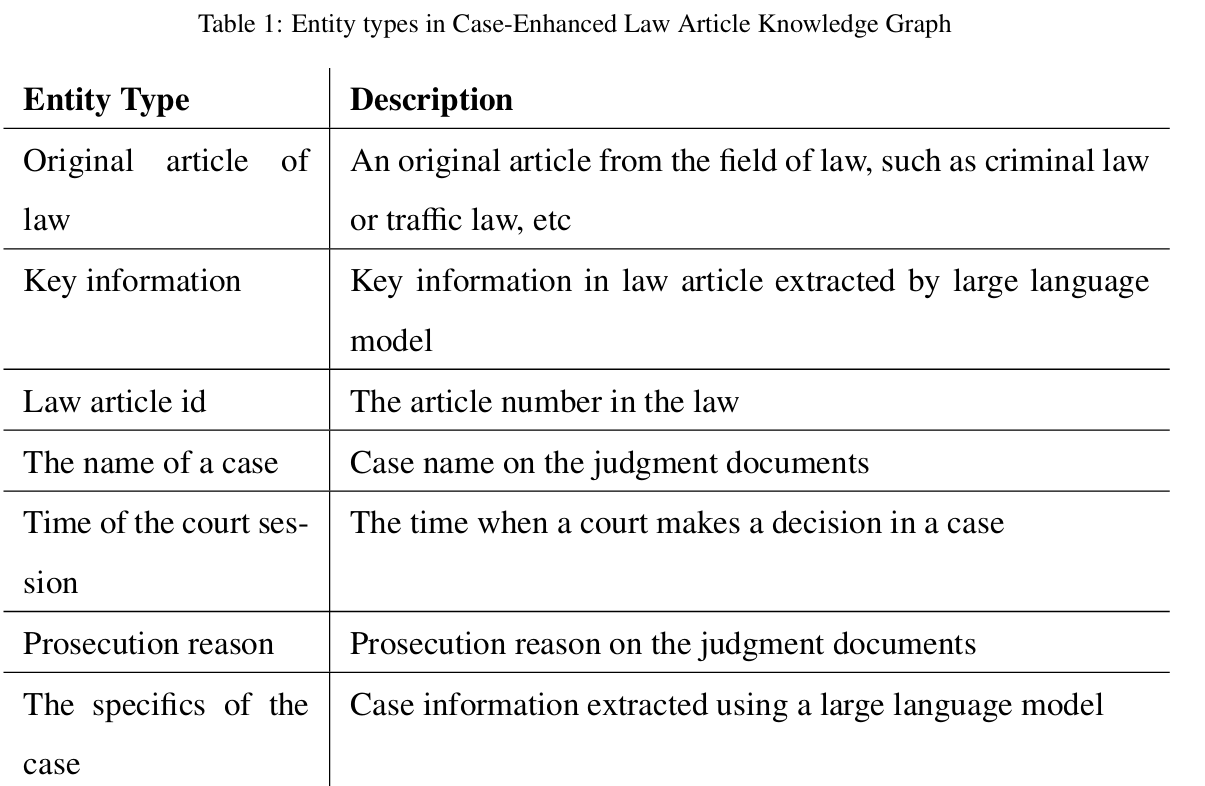 Table 1: Entity types in Case-Enhanced Law Article Knowledge Graph
Entity Type Description
Original article of An original article from the field of law, such as criminal law
law or traffic law, etc
Key information Key information in law article extracted by large language
model
Law article id The article number in the law
The name of a case Case name on the judgment documents
Time of the court ses- The time when a court makes a decision in a case
sion
Prosecution reason Prosecution reason on the judgment documents
The specifics of the Case information extracted using a large language model
case